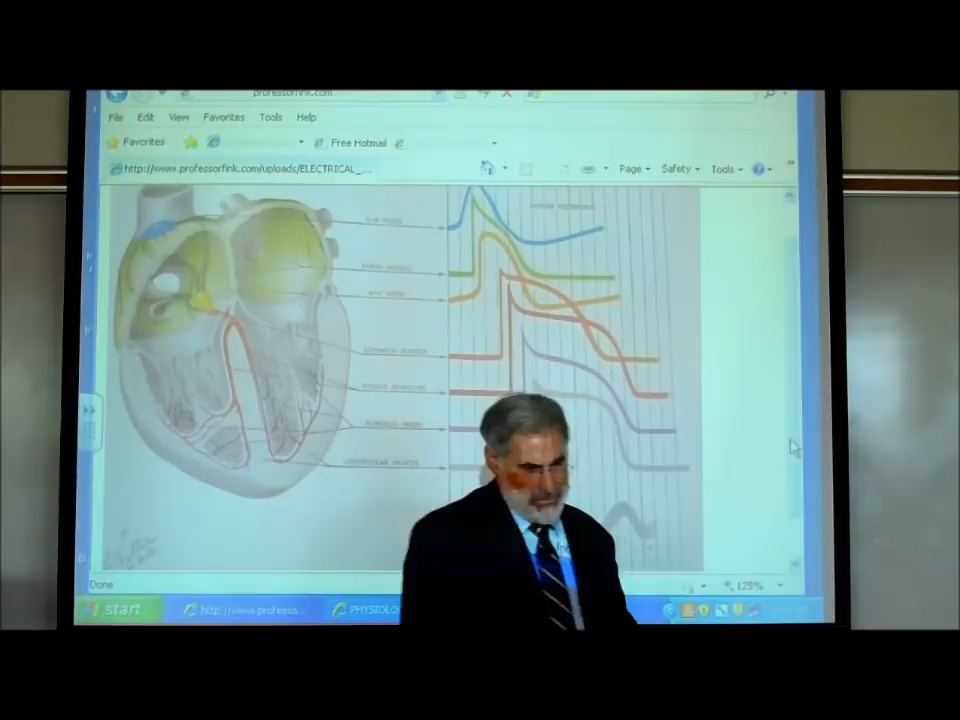 professorfink.com
File Edit View Favorites Tools Help
Favorites
Free Hotmail
http://www.professorfink.com/uploads/ELECTRICAL_...
Page Safety Tools
S-A NODE
ATRIAL MUSCLE
A-V NODE
COMMON BUNDLE
BUNDLE BRANCHES
PURKINJE FIBERS
VENTRICULAR MUSCLE
ACTION POTENTIAL
Done
125%
start
http://www.professo...
PHYSIOLO